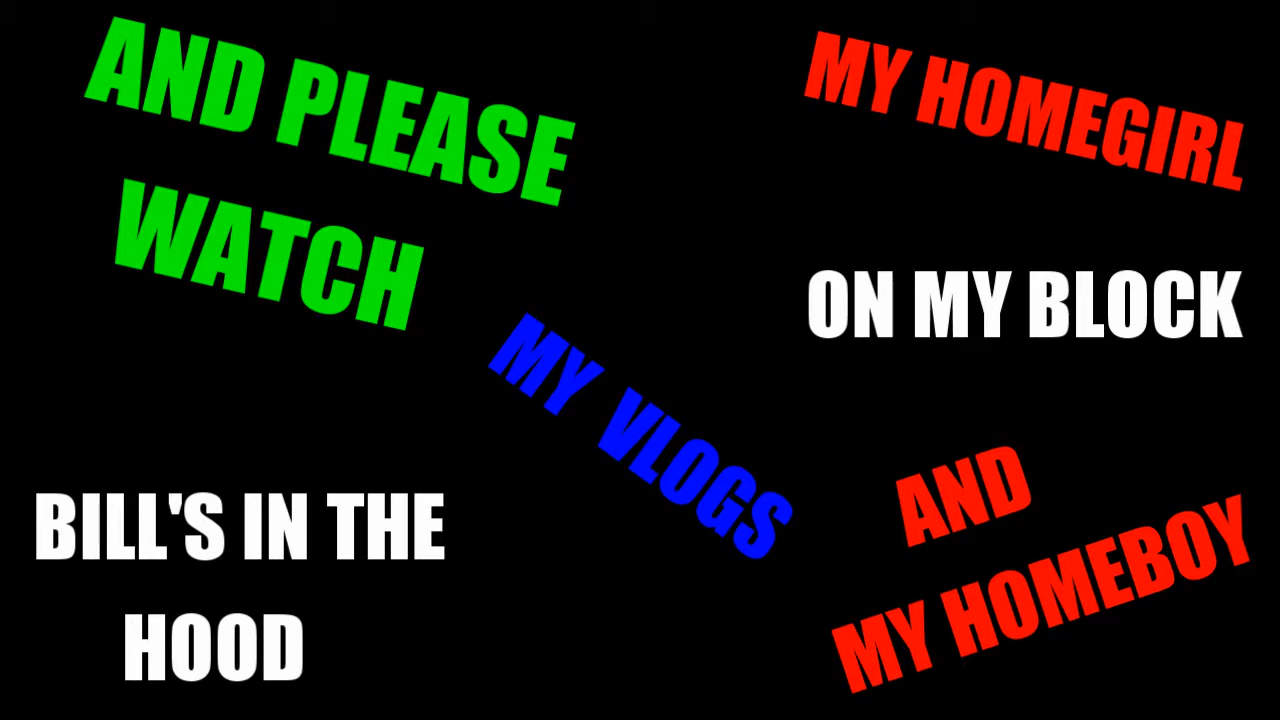 AND PLEASE
WATCH
MY VLOGS
BILL'S IN THE
HOOD
MY HOMEGIRL
ON MY BLOCK
AND
MY HOMEBOY